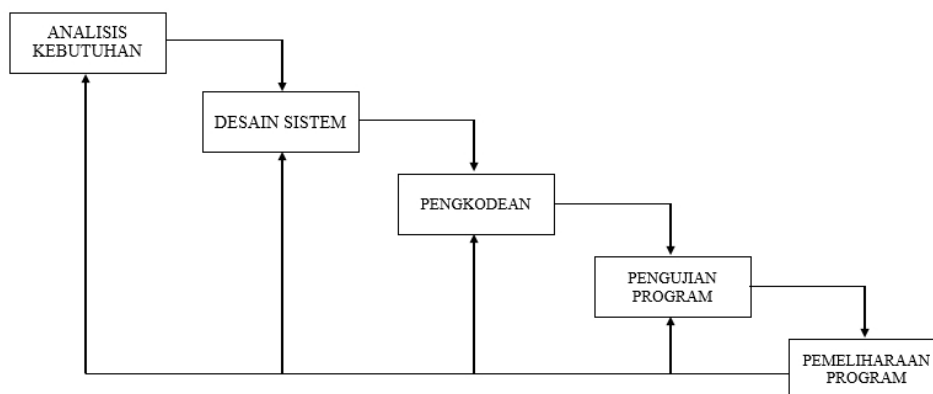 ANALISIS
KEBUTUHAN
DESAIN SISTEM
PENGKODEAN
PENGUJIAN
PROGRAM
PEMELIHARAAN
PROGRAM